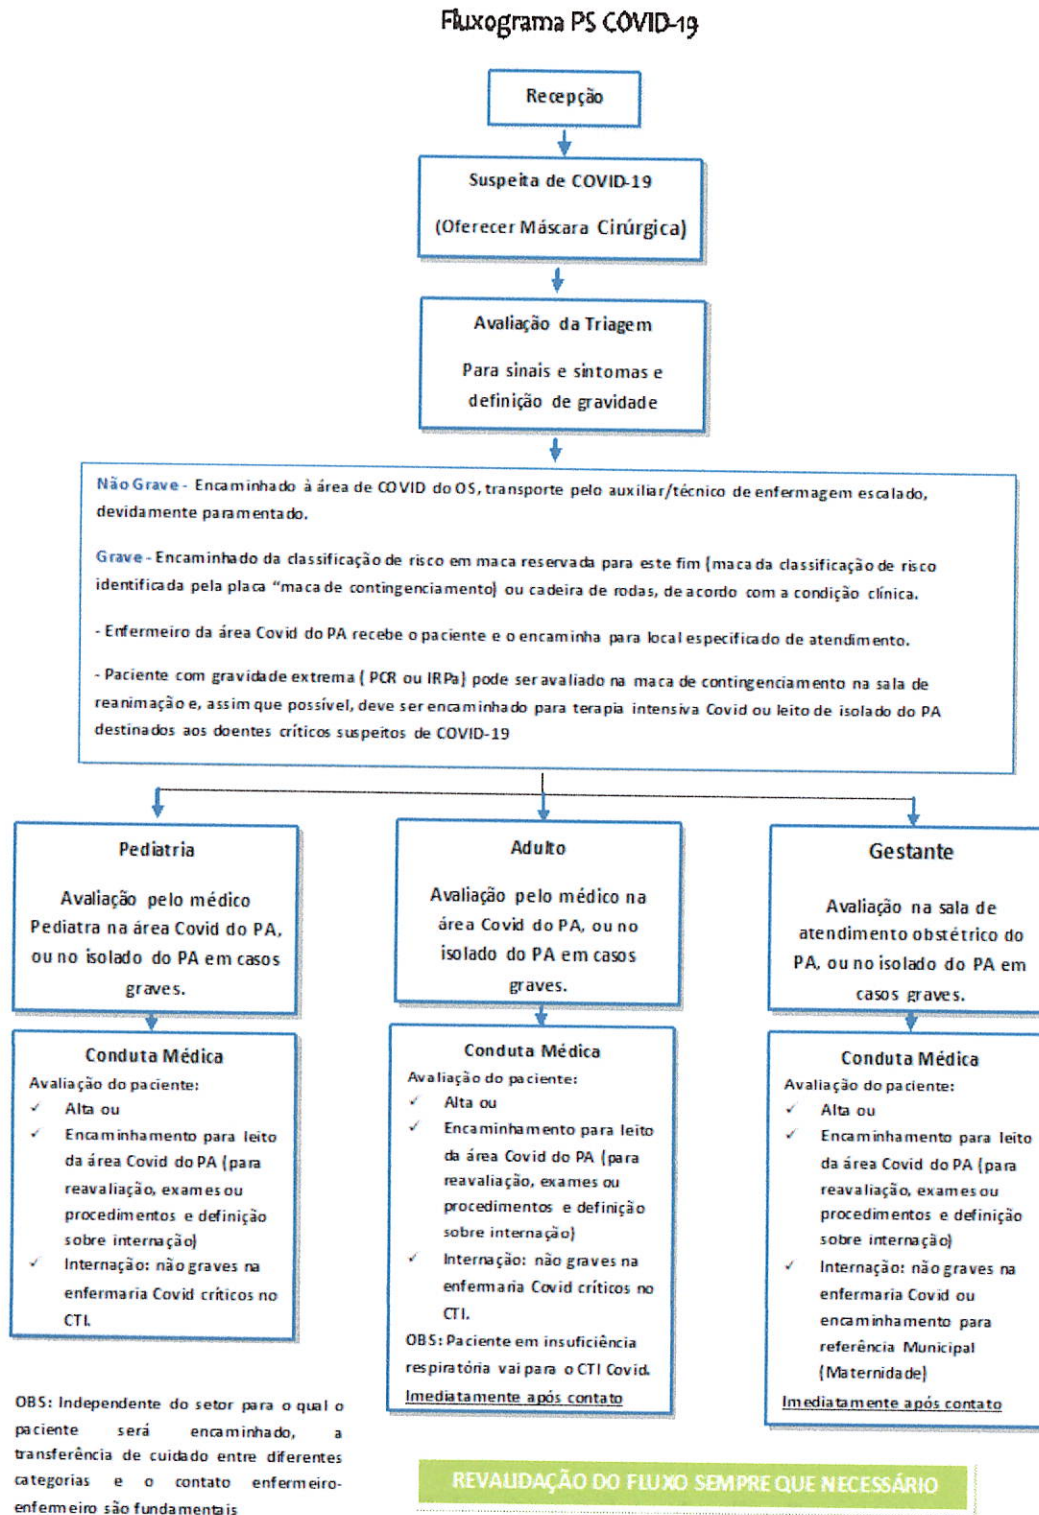 Fluxograma PS COVID-19
Recepção
Suspeita de COVID-19
(Oferecer Máscara Cirúrgica)
Avaliação da Triagem
Para sinais e sintomas e
definição de gravidade
Não Grave - Encaminhado à área de COVID do OS, transporte pelo auxiliar/técnico de enfermagem escalado,
devidamente paramentado.
Grave - Encaminhado da classificação de risco em maca reservada para este fim (maca da classificação de risco
identificada pela placa "maca de contingenciamento) ou cadeira de rodas, de acordo com a condição clínica.
- Enfermeiro da área Covid do PA recebe o paciente e o encaminha para local especificado de atendimento.
- Paciente com gravidade extrema ( PCR ou IRPa) pode ser avaliado na maca de contingenciamento na sala de
reanimação e, assim que possível, deve ser encaminhado para terapia intensiva Covid ou leito de isolado do PA
destinados aos doentes críticos suspeitos de COVID-19
Pediatria
Avaliação pelo médico
Pediatra na área Covid do PA,
ou no isolado do PA em casos
graves.
Adulto
Avaliação pelo médico na
área Covid do PA, ou no
isolado do PA em casos
graves.
Gestante
Avaliação na sala de
atendimento obstétrico do
PA, ou no isolado do PA em
casos graves.
Conduta Médica
Avaliação do paciente:
✓ Alta ou
✓ Encaminhamento para leito
da área Covid do PA (para
reavaliação, exames ou
procedimentos e definição
sobre internação)
✓ Internação: não graves na
enfermaria Covid críticos no
CTI.
Conduta Médica
Avaliação do paciente:
✓ Alta ou
✓ Encaminhamento para leito
da área Covid do PA (para
reavaliação, exames ou
procedimentos e definição
sobre internação)
✓ Internação: não graves na
enfermaria Covid críticos no
CTI.
OBS: Paciente em insuficiência
respiratória vai para o CTI Covid.
Imediatamente após contato
Conduta Médica
Avaliação do paciente:
✓ Alta ou
✓ Encaminhamento para leito
da área Covid do PA (para
reavaliação, exames ou
procedimentos e definição
sobre internação)
✓ Internação: não graves na
enfermaria Covid ou
encaminhamento para
referência Municipal
(Maternidade)
Imediatamente após contato
OBS: Independente do setor para o qual o
paciente será encaminhado, a
transferência de cuidado entre diferentes
categorias e o contato enfermeiro-
enfermeiro são fundamentais
REVALIDAÇÃO DO FLUXO SEMPRE QUE NECESSÁRIO